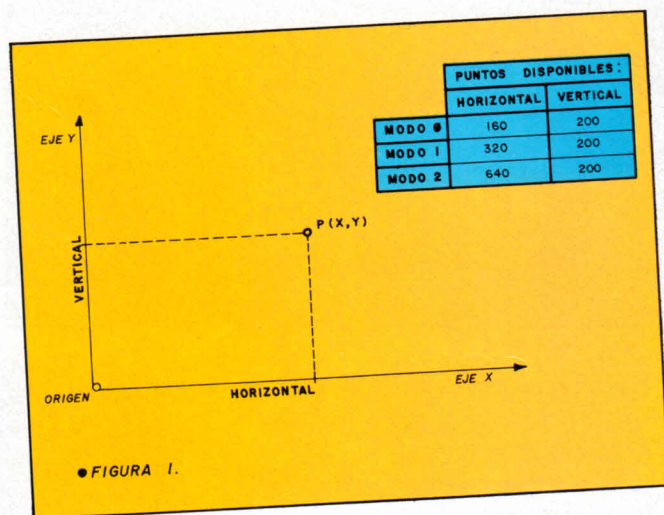 PUNTOS DISPONIBLES:
HORIZONTAL VERTICAL
MODO 0 160 200
MODO 1 320 200
MODO 2 640 200
EJE Y
VERTICAL
P(X,Y)
ORIGEN
HORIZONTAL
EJE X
● FIGURA 1.